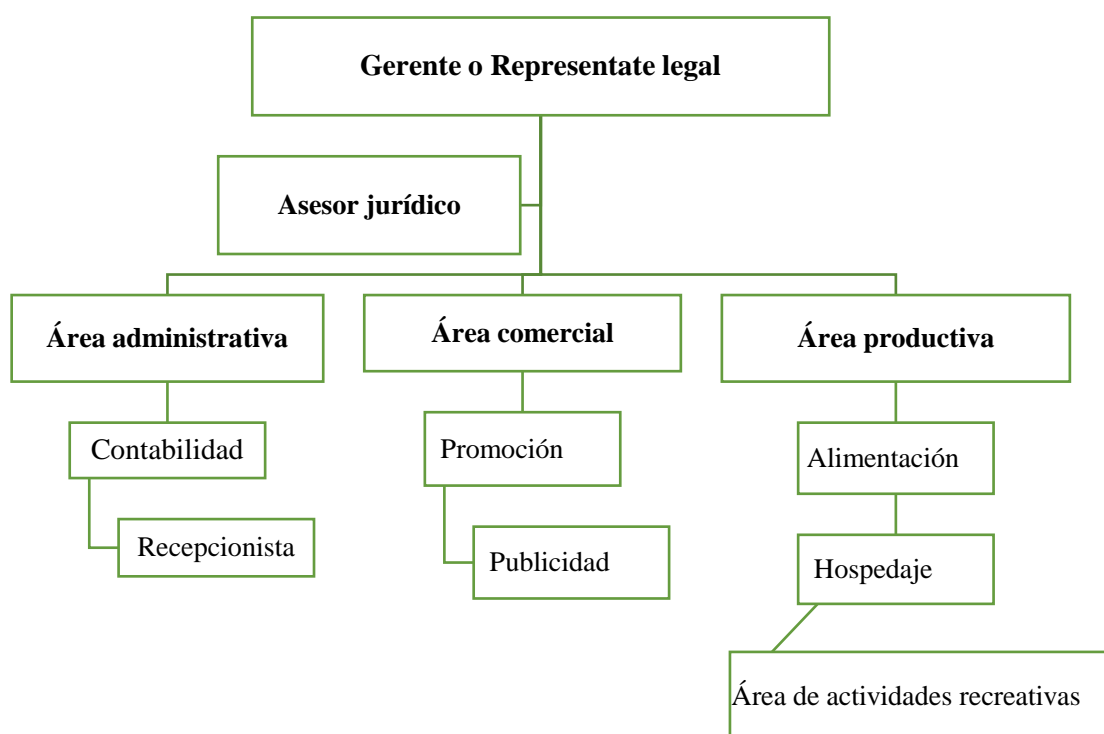 Gerente o Representate legal
Asesor jurídico
Área administrativa
Área comercial
Área productiva
Contabilidad
Promoción
Alimentación
Recepcionista
Publicidad
Hospedaje
Área de actividades recreativas